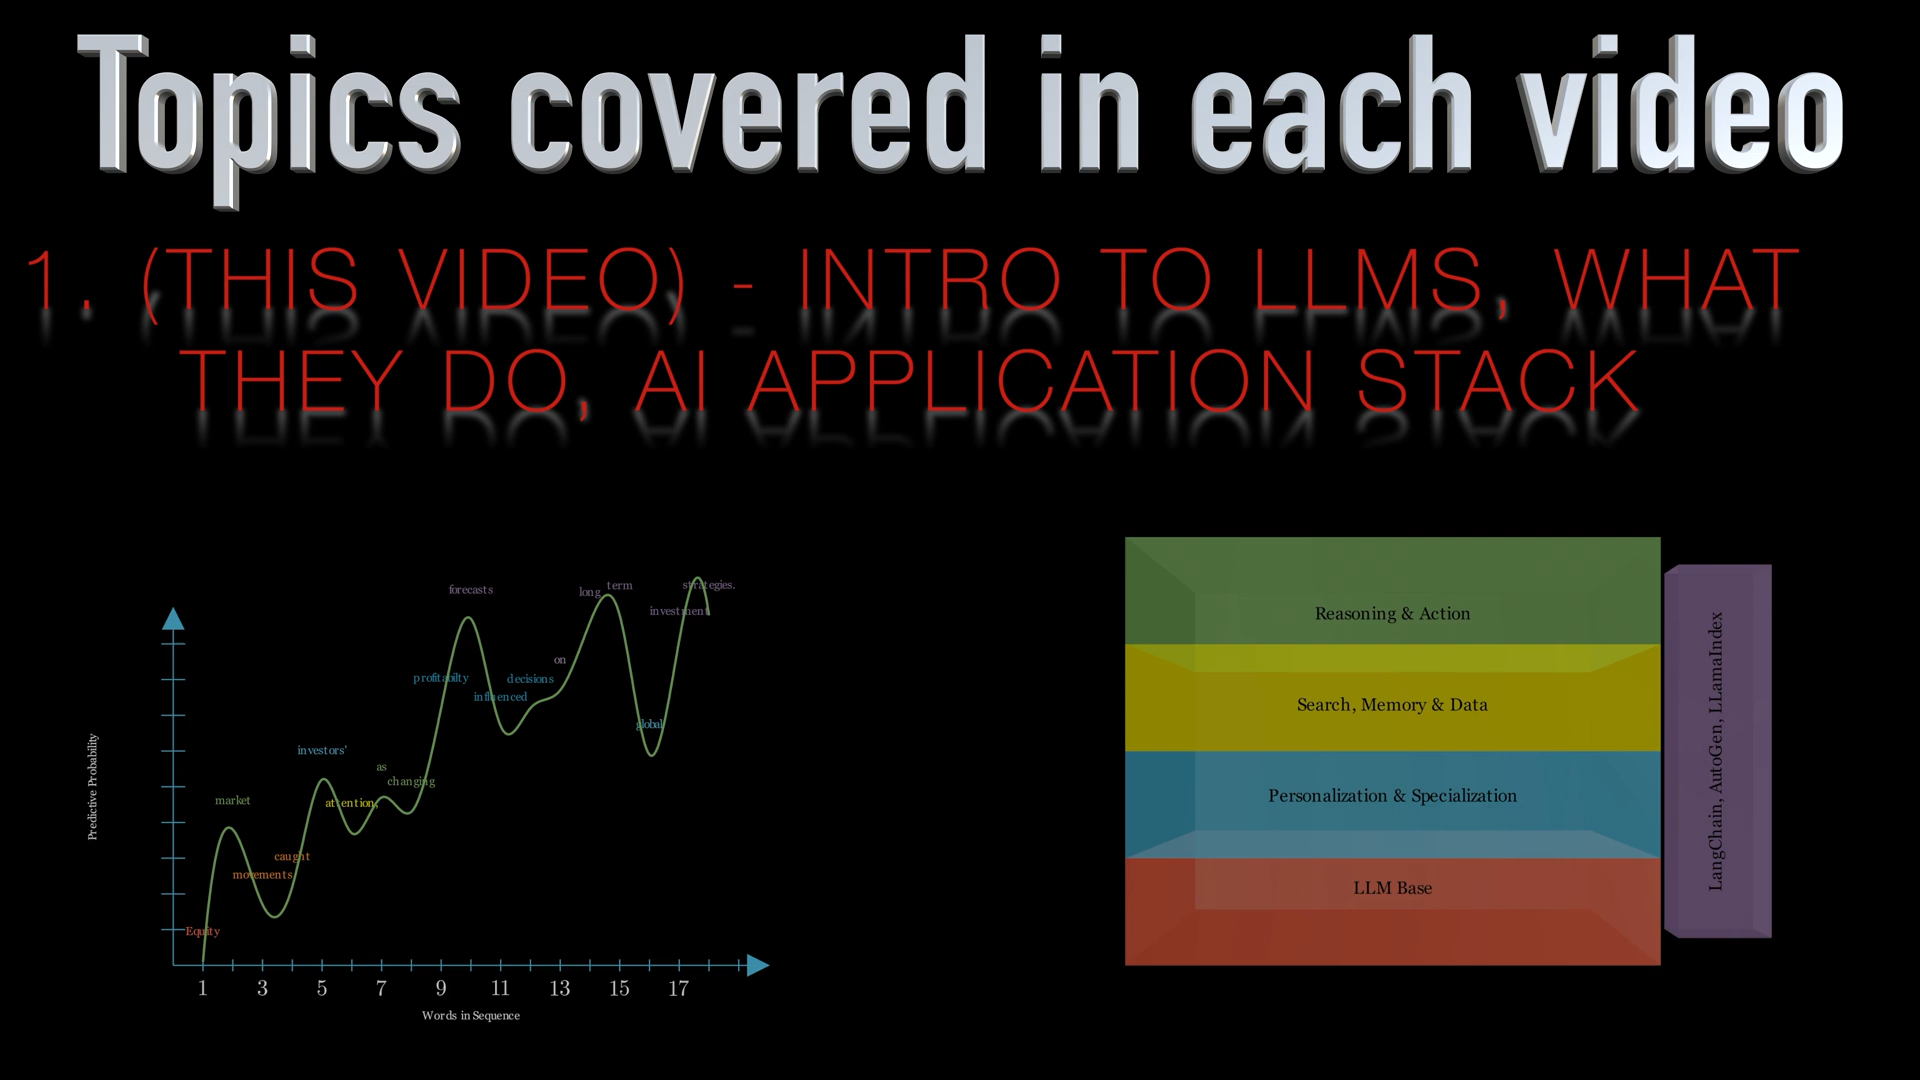 Topics covered in each video
1. (THIS VIDEO) - INTRO TO LLMS, WHAT
THEY DO, AI APPLICATION STACK
Predictive Probability
Equity
market
movements
caught
investors'
attention,
as
changing
profitabilty
forecasts
influenced
decisions
on
long
term
global
investment
strategies.
1 3 5 7 9 11 13 15 17
Words in Sequence
Reasoning & Action
Search, Memory & Data
Personalization & Specialization
LLM Base
LangChain, AutoGen, LLamaIndex